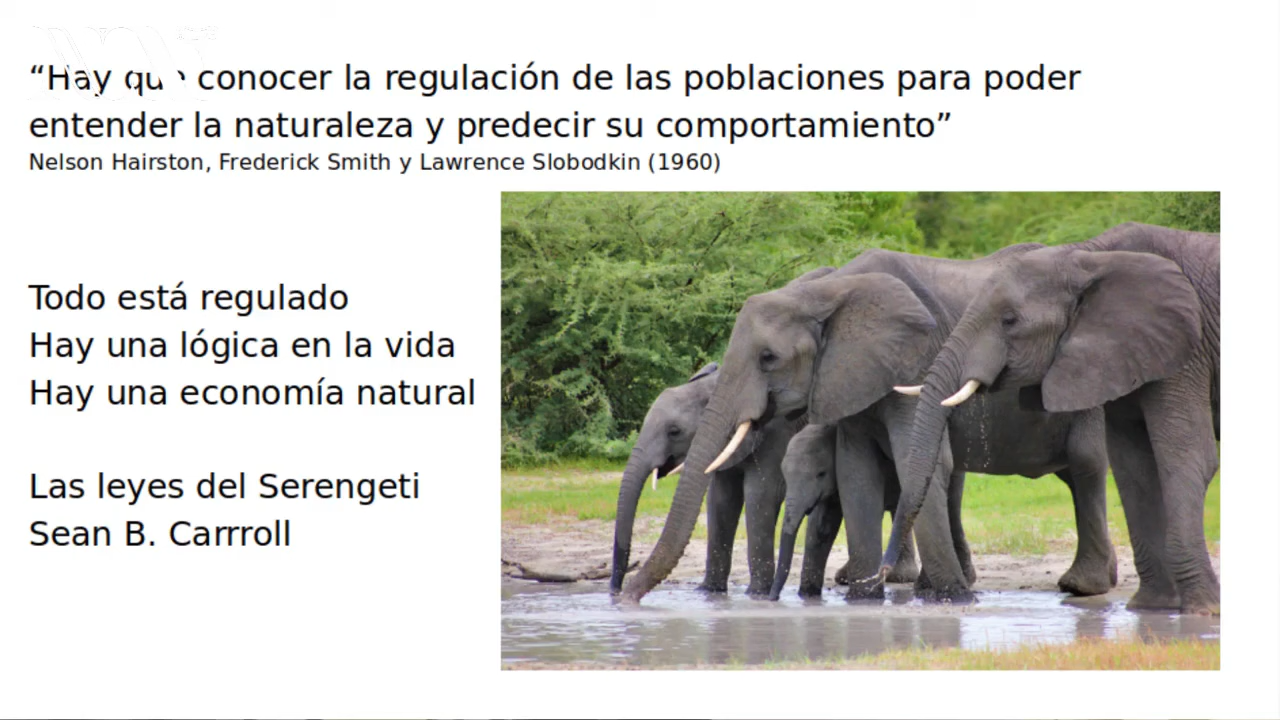 “Hay que conocer la regulación de las poblaciones para poder
entender la naturaleza y predecir su comportamiento”
Nelson Hairston, Frederick Smith y Lawrence Slobodkin (1960)
Todo está regulado
Hay una lógica en la vida
Hay una economía natural
Las leyes del Serengeti
Sean B. Carrroll